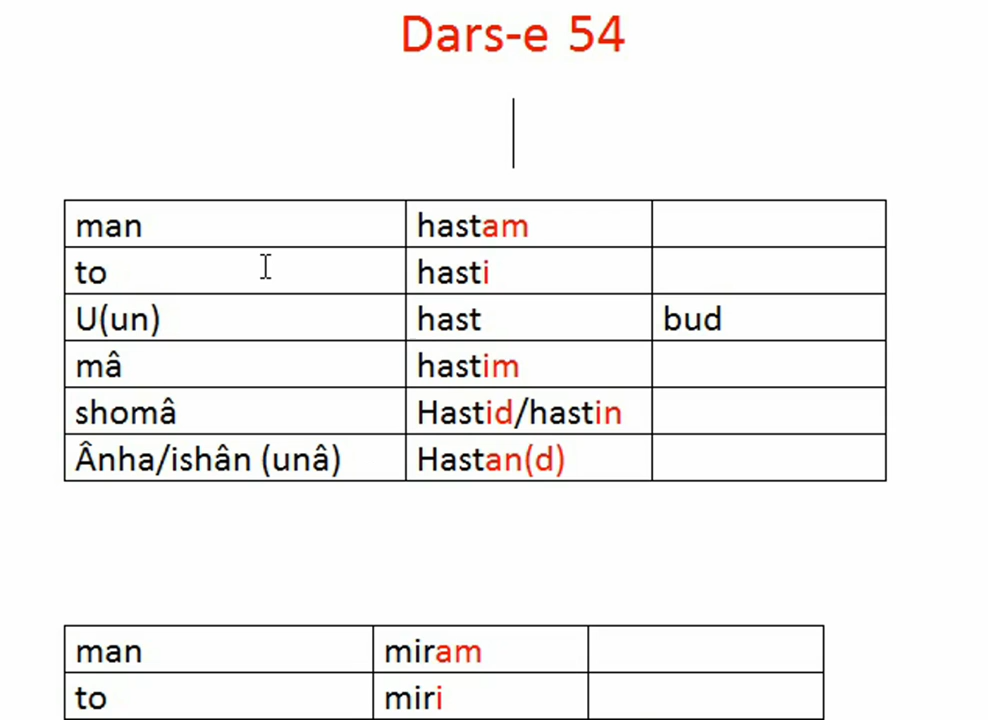 Dars-e 54
man hastam
to hasti
U(un) hast bud
mâ hastim
shomâ Hastid/hastin
Ânha/ishân (unâ) Hastan(d)
man miram
to miri